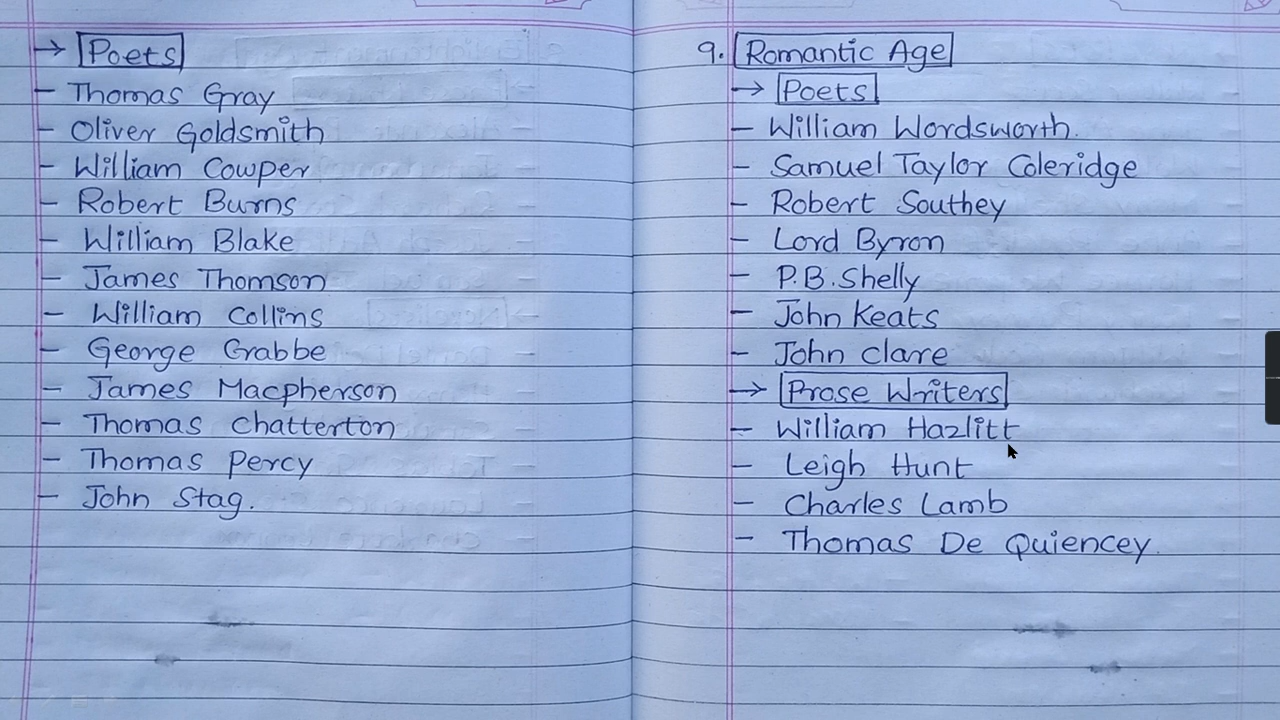 → Poets
- Thomas Gray
- Oliver Goldsmith
- William Cowper
- Robert Burns
- William Blake
- James Thomson
- William Collins
- George Crabbe
- James Macpherson
- Thomas Chatterton
- Thomas Percy
- John Stag.
9. Romantic Age
→ Poets
- William Wordsworth.
- Samuel Taylor Coleridge
- Robert Southey
- Lord Byron
- P.B. Shelly
- John Keats
- John Clare
→ Prose Writers
- William Hazlitt
- Leigh Hunt
- Charles Lamb
- Thomas De Quiencey.